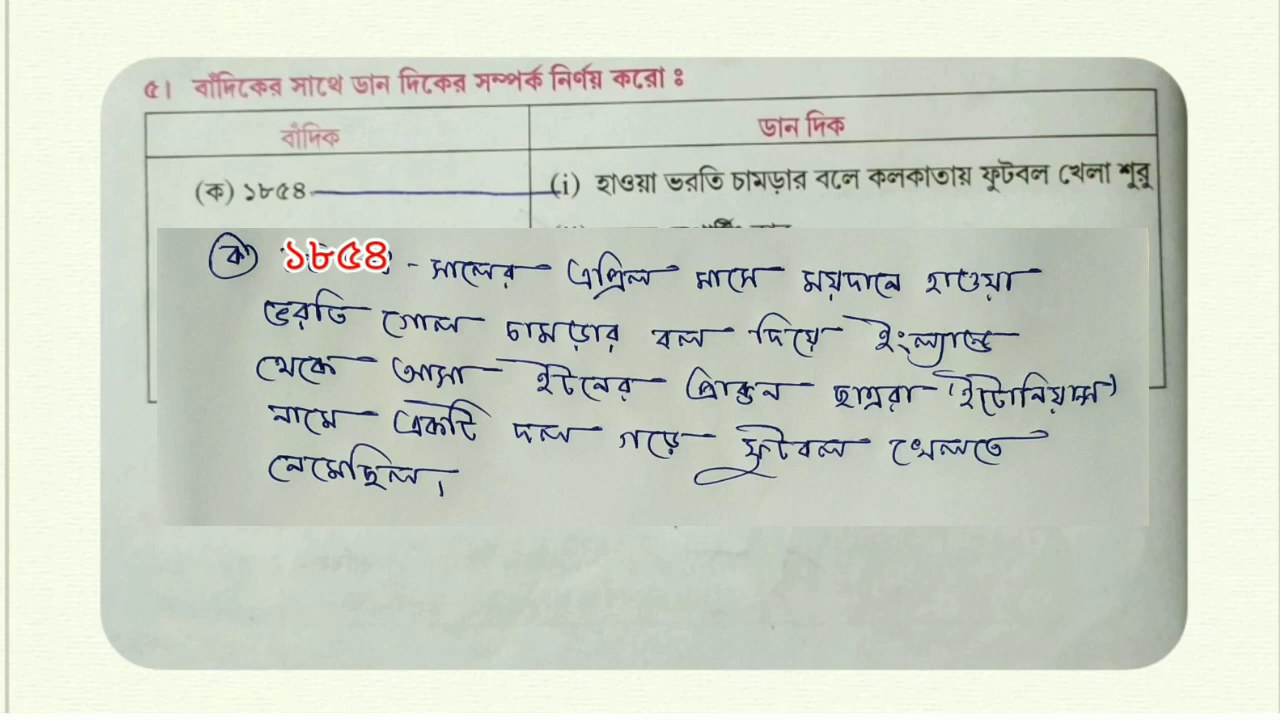 ৫। বাঁদিকের সাথে ডান দিকের সম্পর্ক নির্ণয় করো ঃ
বাঁদিক ডান দিক
(ক) ১৮৫৪ (i) হাওয়া ভরতি চামড়ার বলে কলকাতায় ফুটবল খেলা শুরু
(ক) ১৮৫৪ - সালের এপ্রিল মাসে ময়দানে হাওয়া
ভরতি গোল চামড়ার বল দিয়ে ইংল্যান্ড
থেকে আসা ইটনের প্রাক্তন ছাত্ররা 'ইটোনিয়ান্স'
নামে একটি দল গড়ে ফুটবল খেলতে
নেমেছিল।